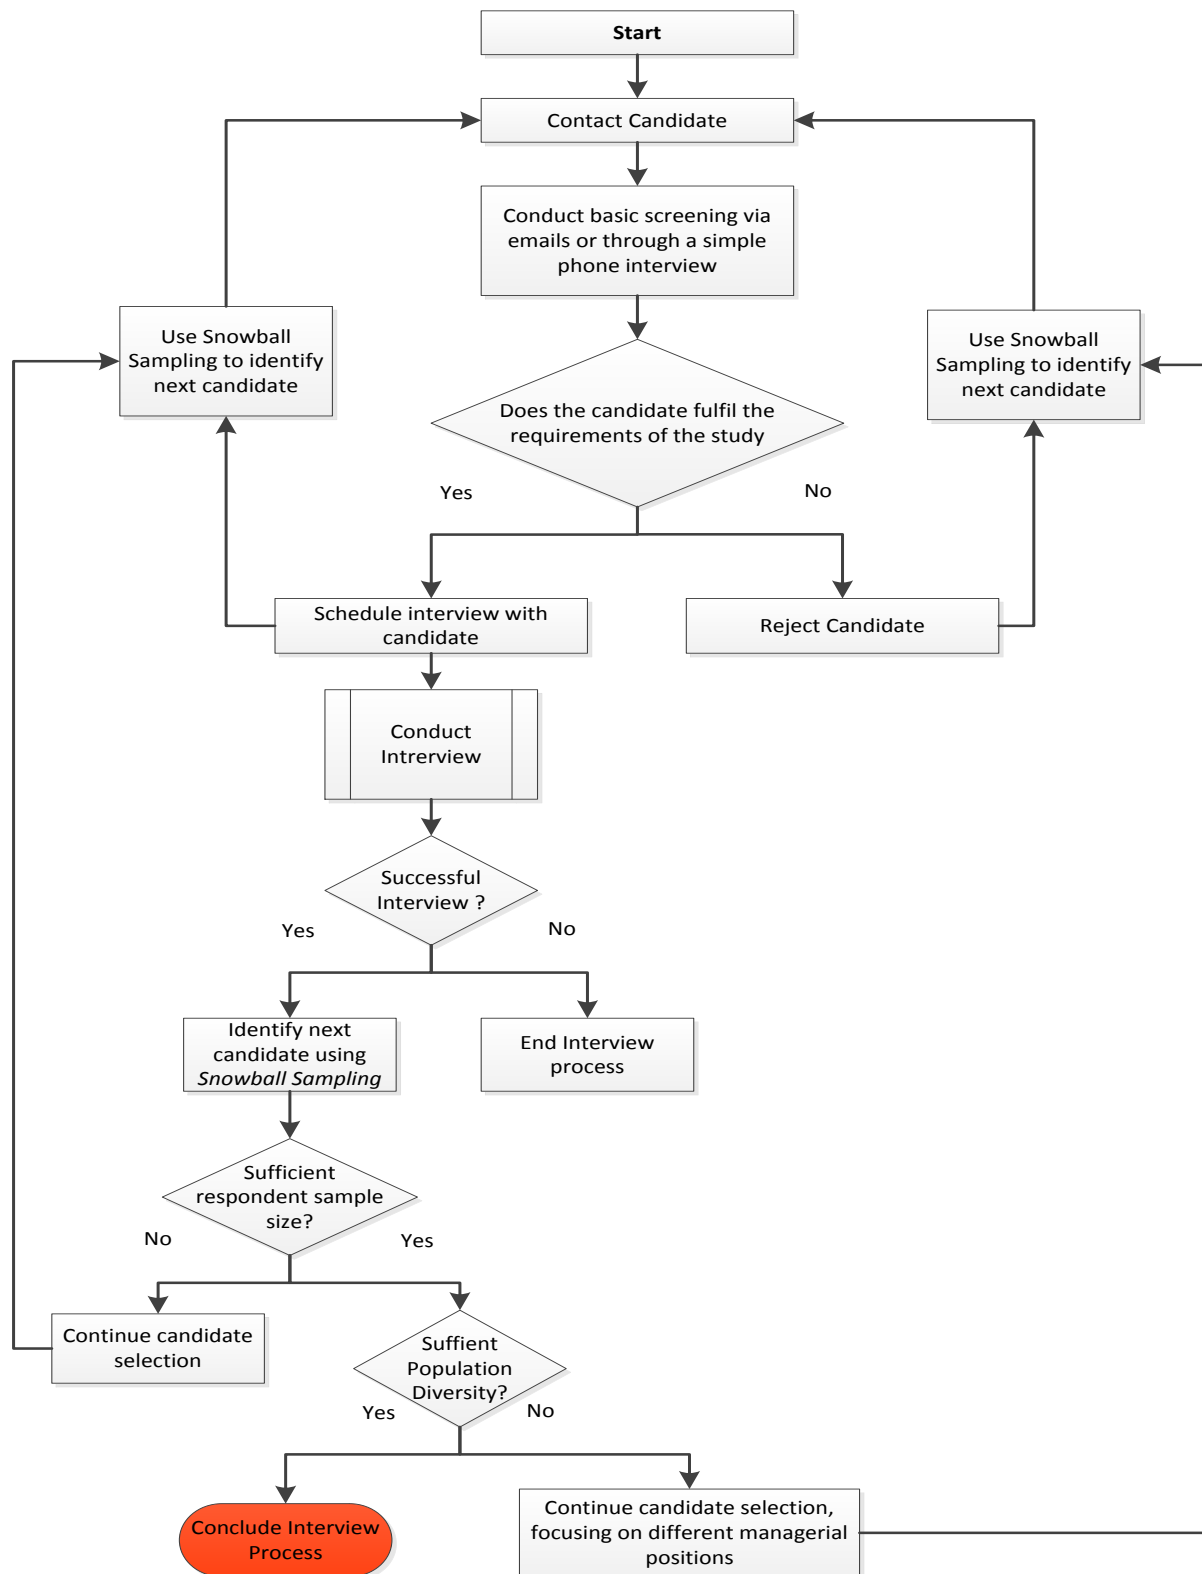 Start
Contact Candidate
Conduct basic screening via
emails or through a simple
phone interview
Use Snowball
Sampling to identify
next candidate
Use Snowball
Sampling to identify
next candidate
Does the candidate fulfil the
requirements of the study
Yes
No
Schedule interview with
candidate
Reject Candidate
Conduct
Intrerview
Successful
Interview ?
Yes
No
Identify next
candidate using
Snowball Sampling
End Interview
process
Sufficient
respondent sample
size?
No
Yes
Continue candidate
selection
Suffient
Population
Diversity?
Yes
No
Conclude Interview
Process
Continue candidate selection,
focusing on different managerial
positions